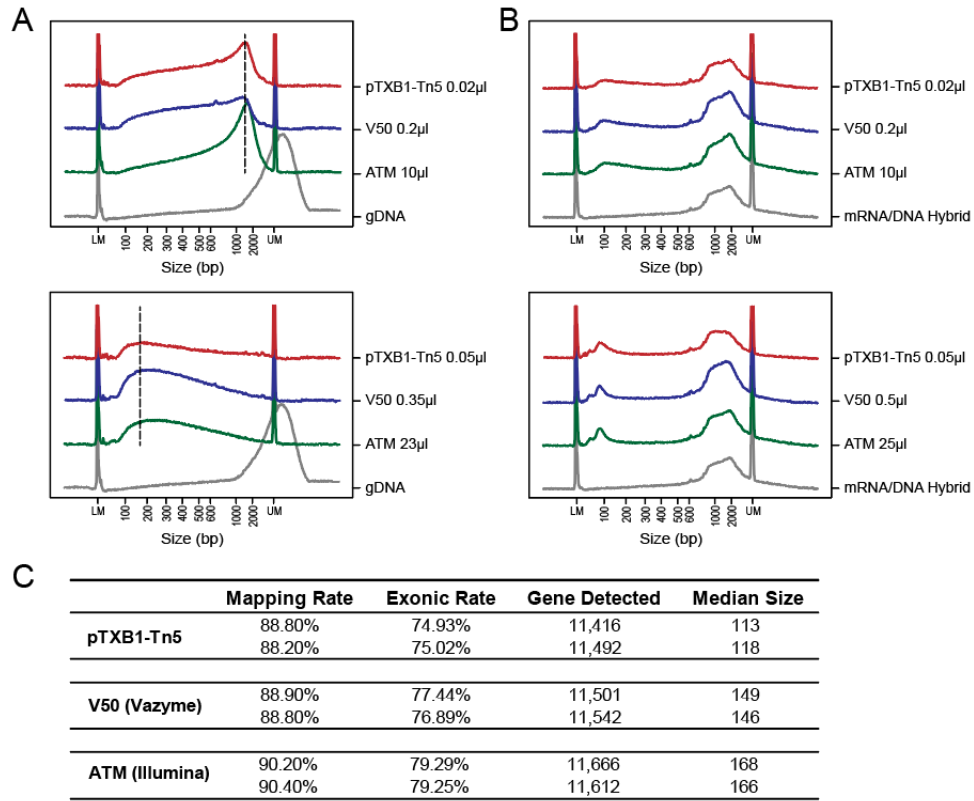 A
pTXB1-Tn5 0.02μl
V50 0.2μl
ATM 10μl
gDNA
LM 100 200 300 400 500 600 1000 2000 UM
Size (bp)
pTXB1-Tn5 0.05μl
V50 0.35μl
ATM 23μl
gDNA
LM 100 200 300 400 500 600 1000 2000 UM
Size (bp)
B
pTXB1-Tn5 0.02μl
V50 0.2μl
ATM 10μl
mRNA/DNA Hybrid
LM 100 200 300 400 500 600 1000 2000 UM
Size (bp)
pTXB1-Tn5 0.05μl
V50 0.5μl
ATM 25μl
mRNA/DNA Hybrid
LM 100 200 300 400 500 600 1000 2000 UM
Size (bp)
C
Mapping Rate Exonic Rate Gene Detected Median Size
pTXB1-Tn5
88.80% 74.93% 11,416 113
88.20% 75.02% 11,492 118
V50 (Vazyme)
88.90% 77.44% 11,501 149
88.80% 76.89% 11,542 146
ATM (Illumina)
90.20% 79.29% 11,666 168
90.40% 79.25% 11,612 166